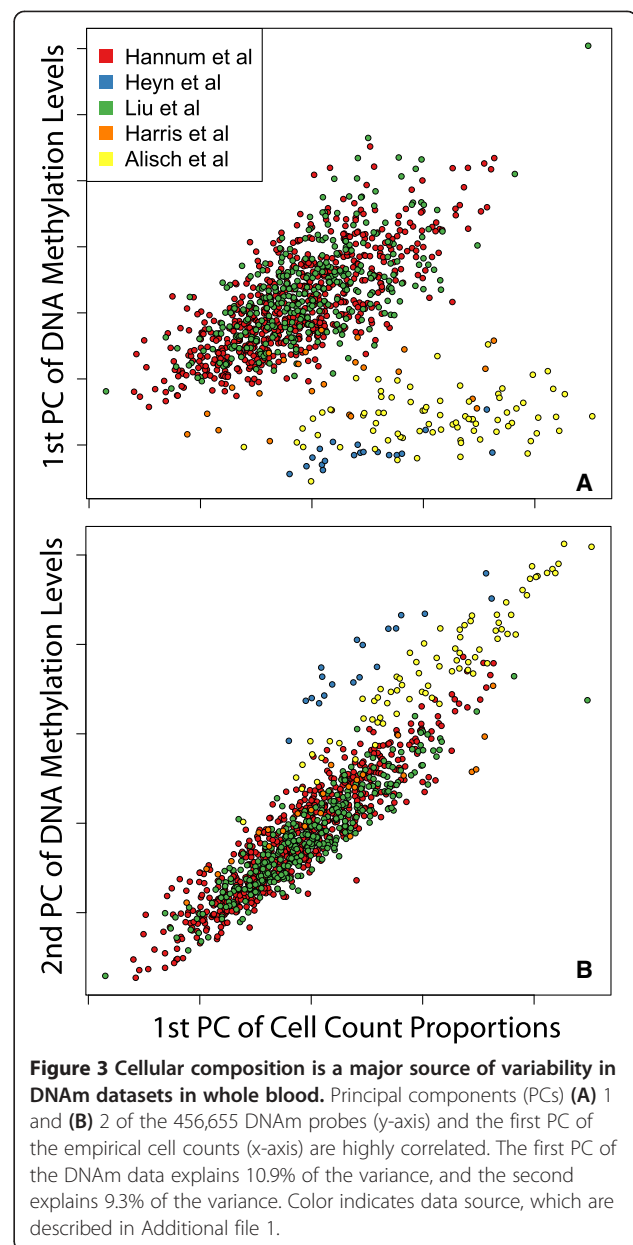 Hannum et al
Heyn et al
Liu et al
Harris et al
Alisch et al
1st PC of DNA Methylation Levels
A
2nd PC of DNA Methylation Levels
B
1st PC of Cell Count Proportions
Figure 3 Cellular composition is a major source of variability in
DNAm datasets in whole blood. Principal components (PCs) (A) 1
and (B) 2 of the 456,655 DNAm probes (y-axis) and the first PC of
the empirical cell counts (x-axis) are highly correlated. The first PC of
the DNAm data explains 10.9% of the variance, and the second
explains 9.3% of the variance. Color indicates data source, which are
described in Additional file 1.